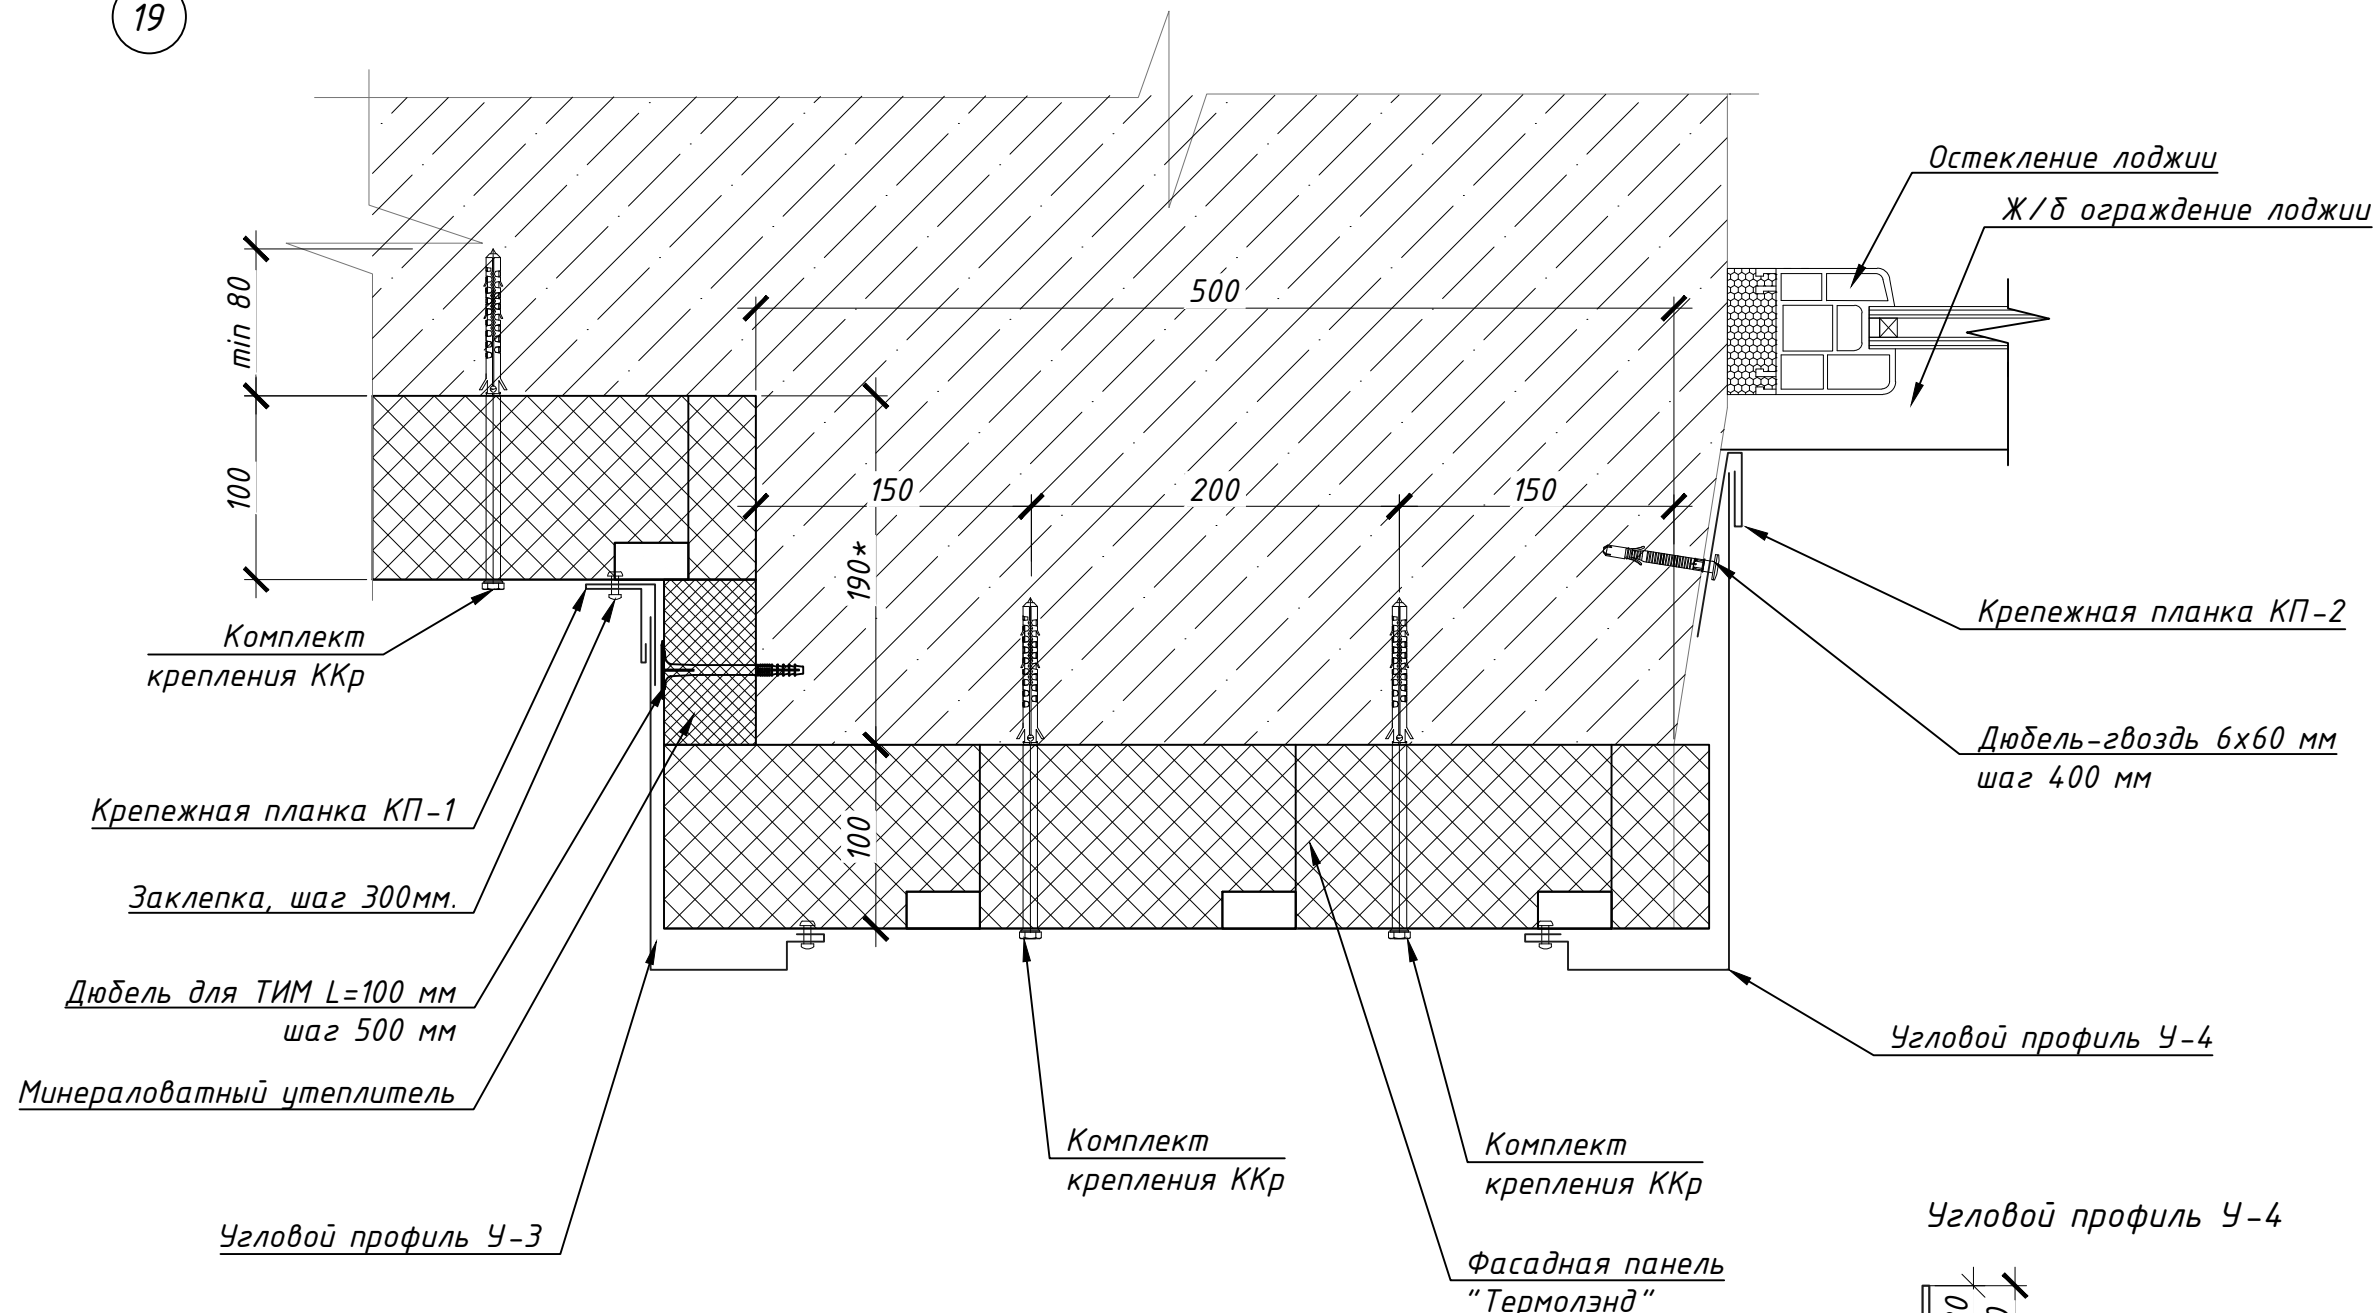 19
Остекление лоджии
Ж/б ограждение лоджии
min 80
500
100
150
200
150
190*
Комплект
крепления ККр
Крепежная планка КП-2
Дюбель-гвоздь 6х60 мм
шаг 400 мм
Крепежная планка КП-1
100
Заклепка, шаг 300мм.
Дюбель для ТИМ L=100 мм
шаг 500 мм
Угловой профиль У-4
Минераловатный утеплитель
Комплект
крепления ККр
Комплект
крепления ККр
Угловой профиль У-3
Угловой профиль У-4
Фасадная панель
"Термолэнд"